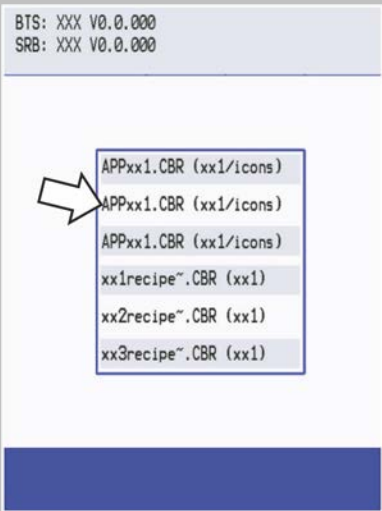 BTS: XXX V0.0.000
SRB: XXX V0.0.000
APPxx1.CBR (xx1/icons)
APPxx1.CBR (xx1/icons)
APPxx1.CBR (xx1/icons)
xx1recipe~.CBR (xx1)
xx2recipe~.CBR (xx1)
xx3recipe~.CBR (xx1)